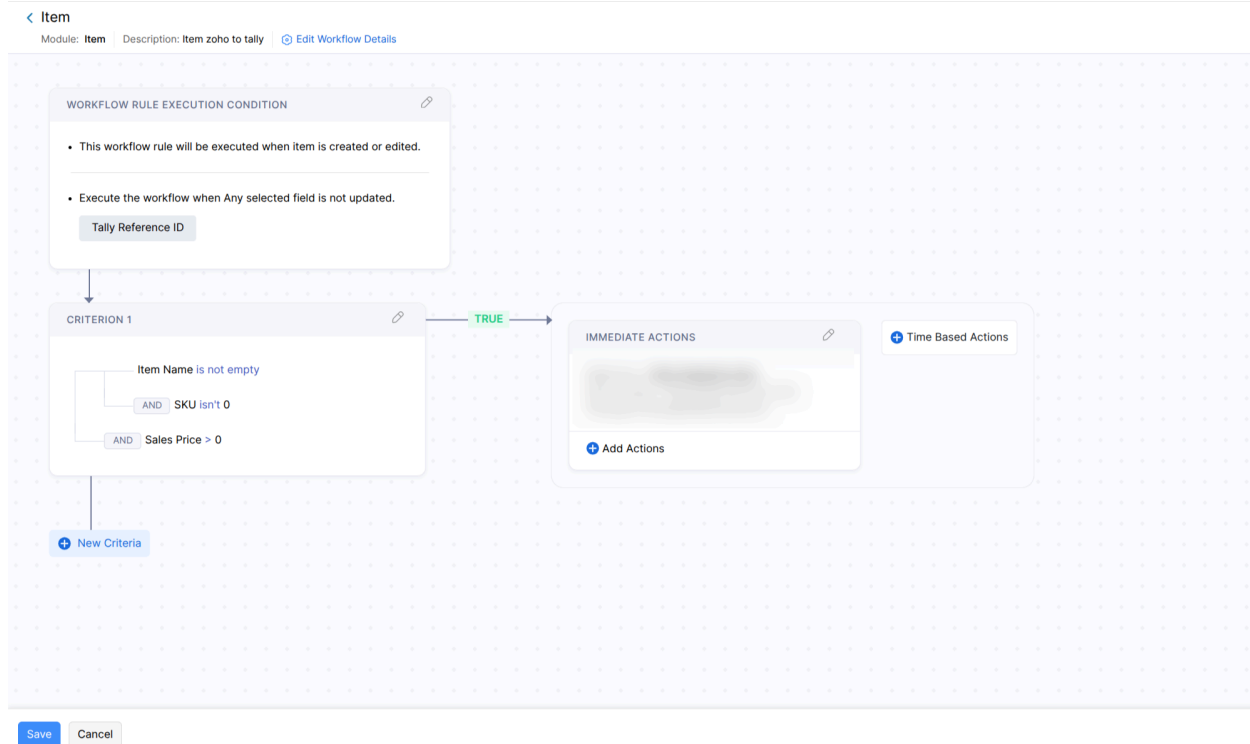 Item
Module: Item Description: Item zoho to tally Edit Workflow Details
WORKFLOW RULE EXECUTION CONDITION
• This workflow rule will be executed when item is created or edited.
• Execute the workflow when Any selected field is not updated.
Tally Reference ID
CRITERION 1
TRUE
Item Name is not empty
AND SKU isn't 0
AND Sales Price > 0
IMMEDIATE ACTIONS
Add Actions
Time Based Actions
New Criteria
Save Cancel